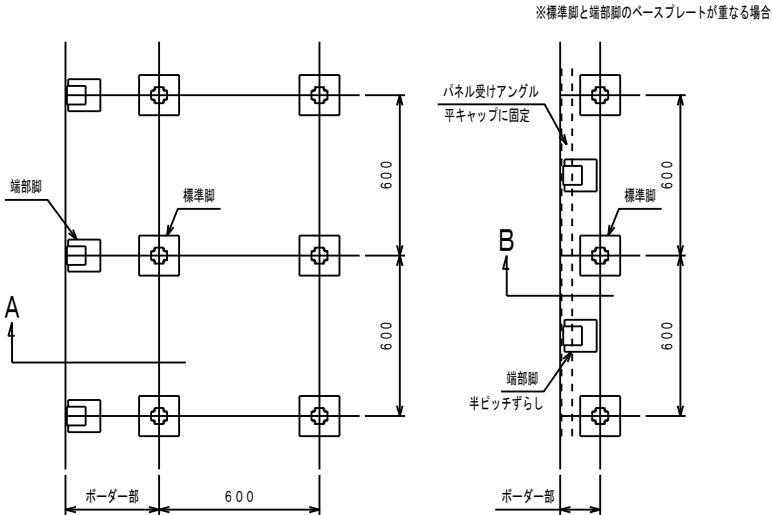 ※標準脚と端部脚のベースプレートが重なる場合
パネル受けアングル
平キャップに固定
端部脚
標準脚
600
標準脚
600
A
B
600
600
端部脚
半ピッチずらし
ボーダー部
600
ボーダー部